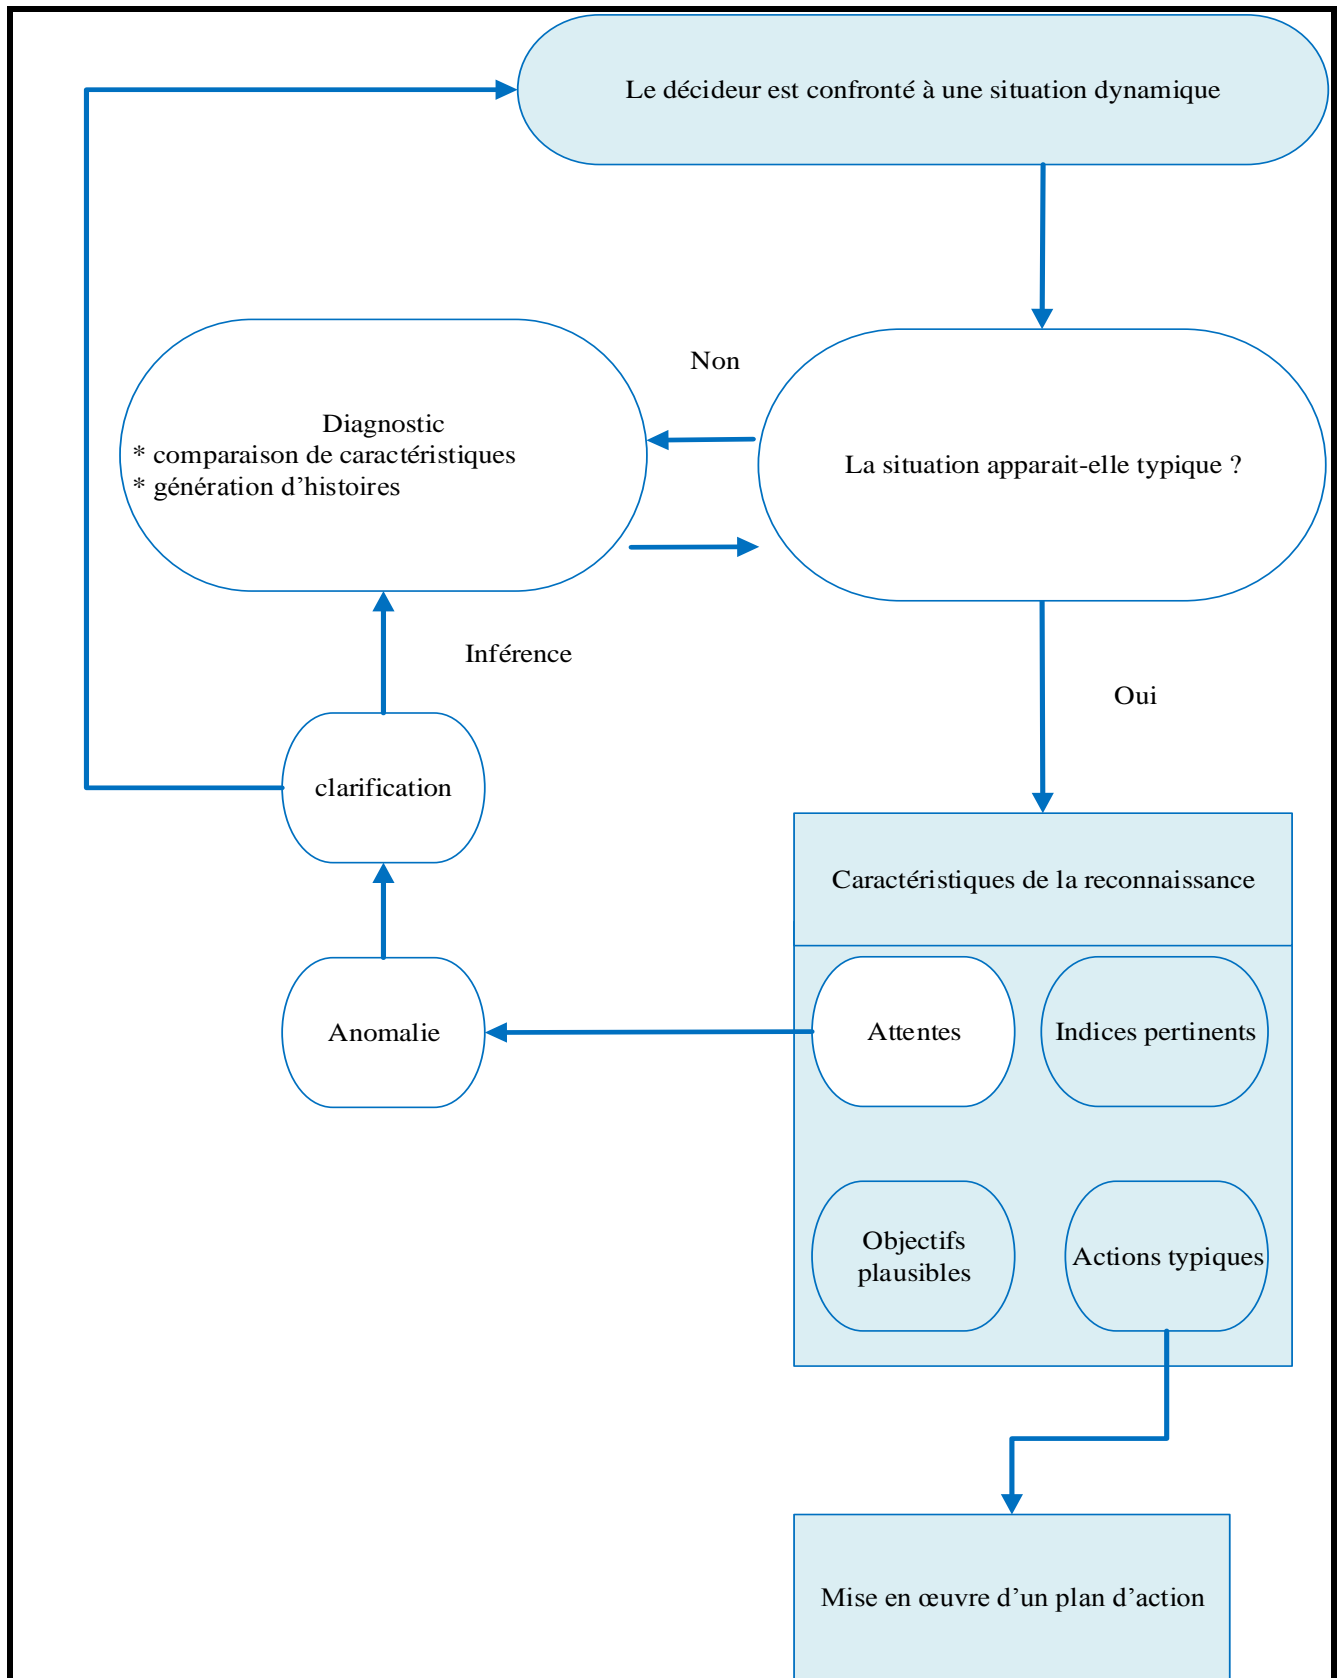 Le décideur est confronté à une situation dynamique
Non
Diagnostic
* comparaison de caractéristiques
* génération d’histoires
La situation apparait-elle typique ?
Inférence
Oui
clarification
Caractéristiques de la reconnaissance
Anomalie
Attentes
Indices pertinents
Objectifs
plausibles
Actions typiques
Mise en œuvre d’un plan d’action